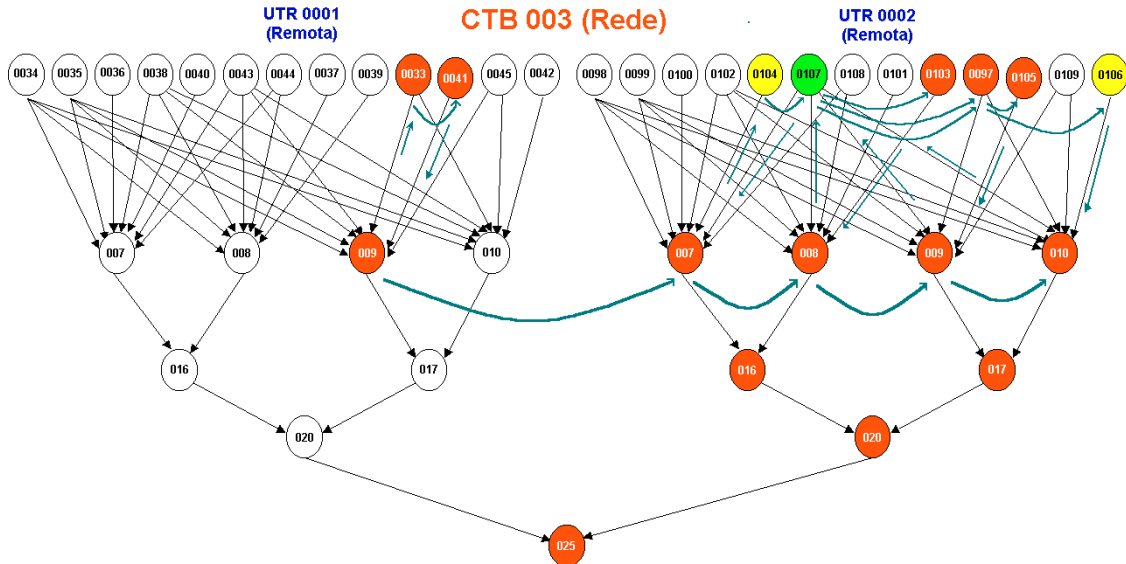 UTR 0001
(Remota)
CTB 003 (Rede)
UTR 0002
(Remota)
0034 0035 0036 0038 0040 0043 0044 0037 0039 0033 0041 0045 0042
0098 0099 0100 0102 0104 0107 0108 0101 0103 0097 0105 0109 0106
007 008 009 010
007 008 009 010
016 017
016 017
020
020
025